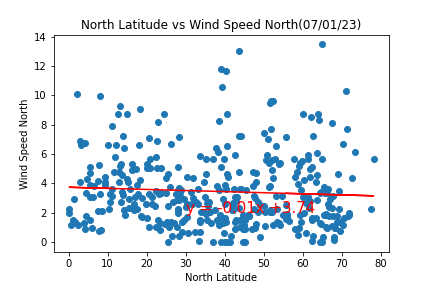 North Latitude vs Wind Speed North(07/01/23)
14
12
10
8
6
4
2
0
Wind Speed North
y = -0.01x +3.74
0 10 20 30 40 50 60 70 80
North Latitude